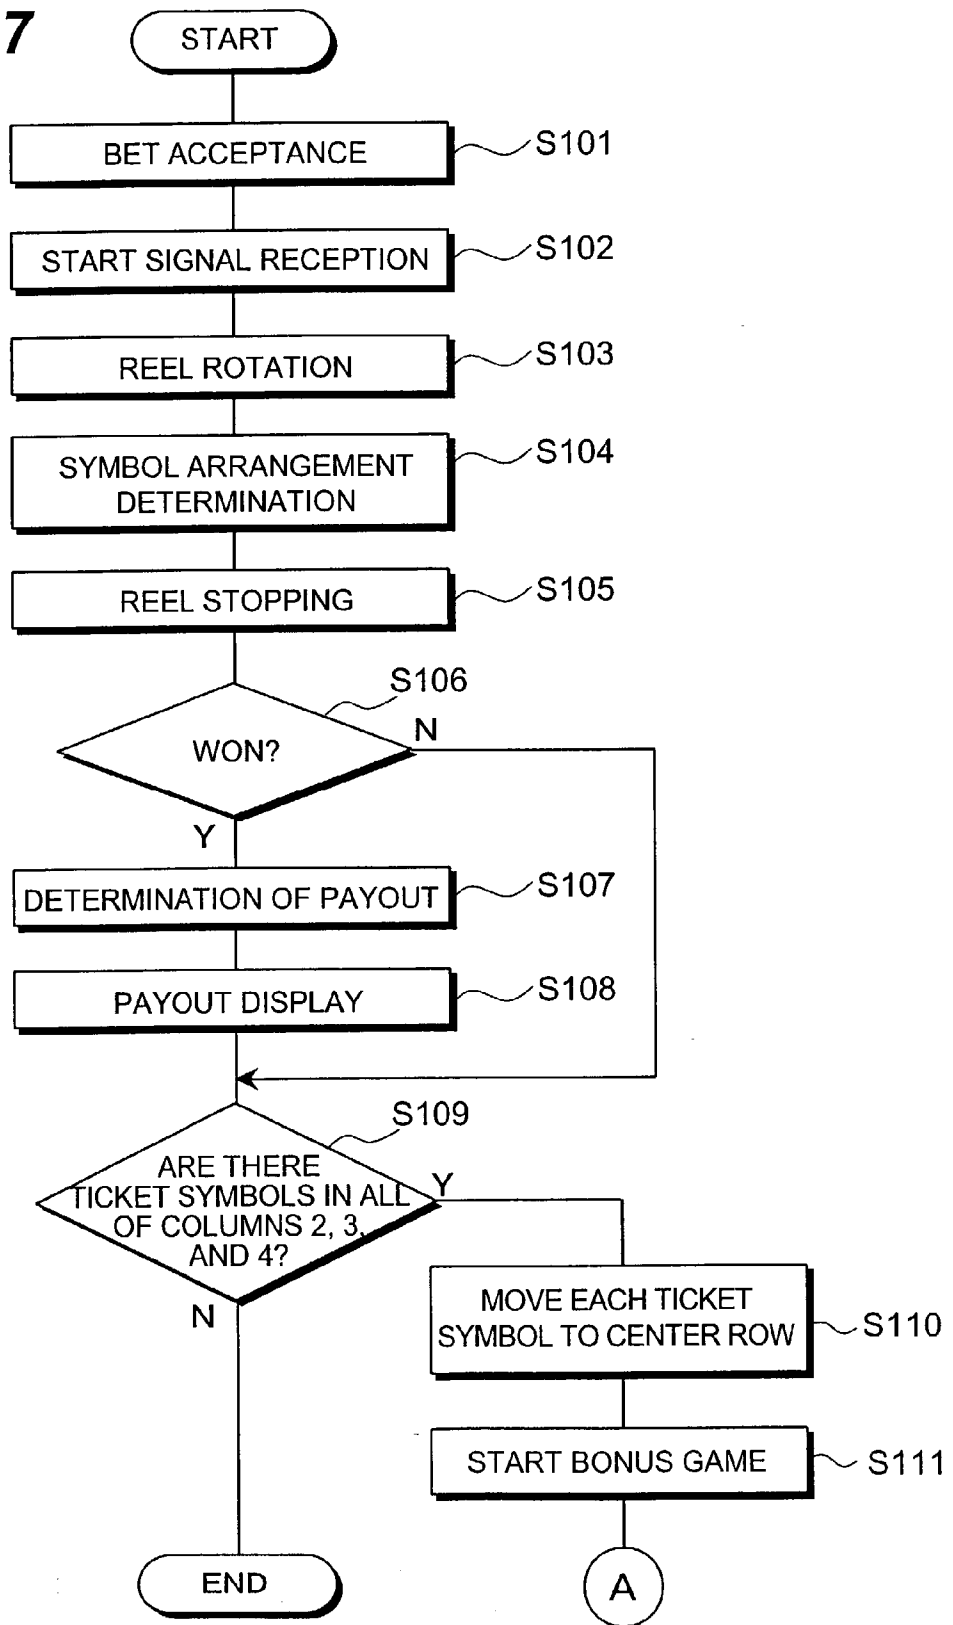 7
START
BET ACCEPTANCE
S101
START SIGNAL RECEPTION
S102
REEL ROTATION
S103
SYMBOL ARRANGEMENT
DETERMINATION
S104
REEL STOPPING
S105
S106
WON?
N
Y
DETERMINATION OF PAYOUT
S107
PAYOUT DISPLAY
S108
S109
ARE THERE
TICKET SYMBOLS IN ALL
OF COLUMNS 2, 3,
AND 4?
Y
N
MOVE EACH TICKET
SYMBOL TO CENTER ROW
S110
START BONUS GAME
S111
END
A